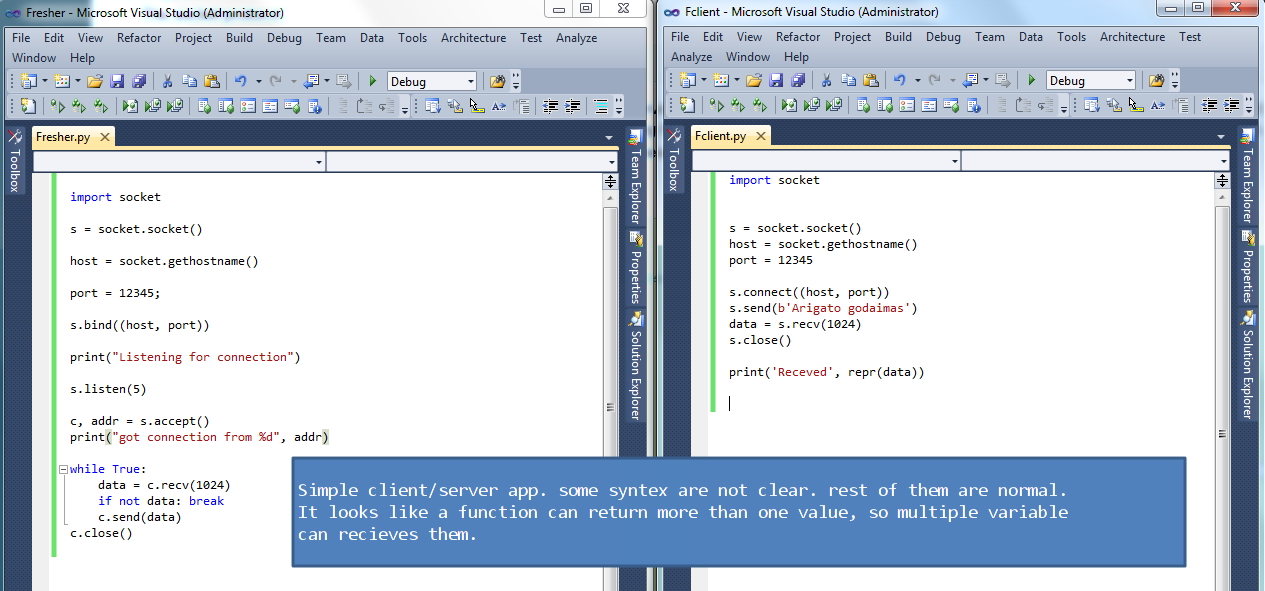 Fresher - Microsoft Visual Studio (Administrator)
File Edit View Refactor Project Build Debug Team Data Tools Architecture Test Analyze
Window Help
Debug
Fresher.py
Toolbox
import socket
s = socket.socket()
host = socket.gethostname()
port = 12345;
s.bind((host, port))
print("Listening for connection")
s.listen(5)
c, addr = s.accept()
print("got connection from %d", addr)
while True:
data = c.recv(1024)
if not data: break
c.send(data)
c.close()
Team Explorer
Properties
Solution Explorer
Fclient - Microsoft Visual Studio (Administrator)
File Edit View Refactor Project Build Debug Team Data Tools Architecture Test
Analyze Window Help
Debug
Fclient.py
Toolbox
import socket
s = socket.socket()
host = socket.gethostname()
port = 12345
s.connect((host, port))
s.send(b'Arigato godaimas')
data = s.recv(1024)
s.close()
print('Receved', repr(data))
Team Explorer
Properties
Solution Explorer
Simple client/server app. some syntex are not clear. rest of them are normal.
It looks like a function can return more than one value, so multiple variable
can recieves them.